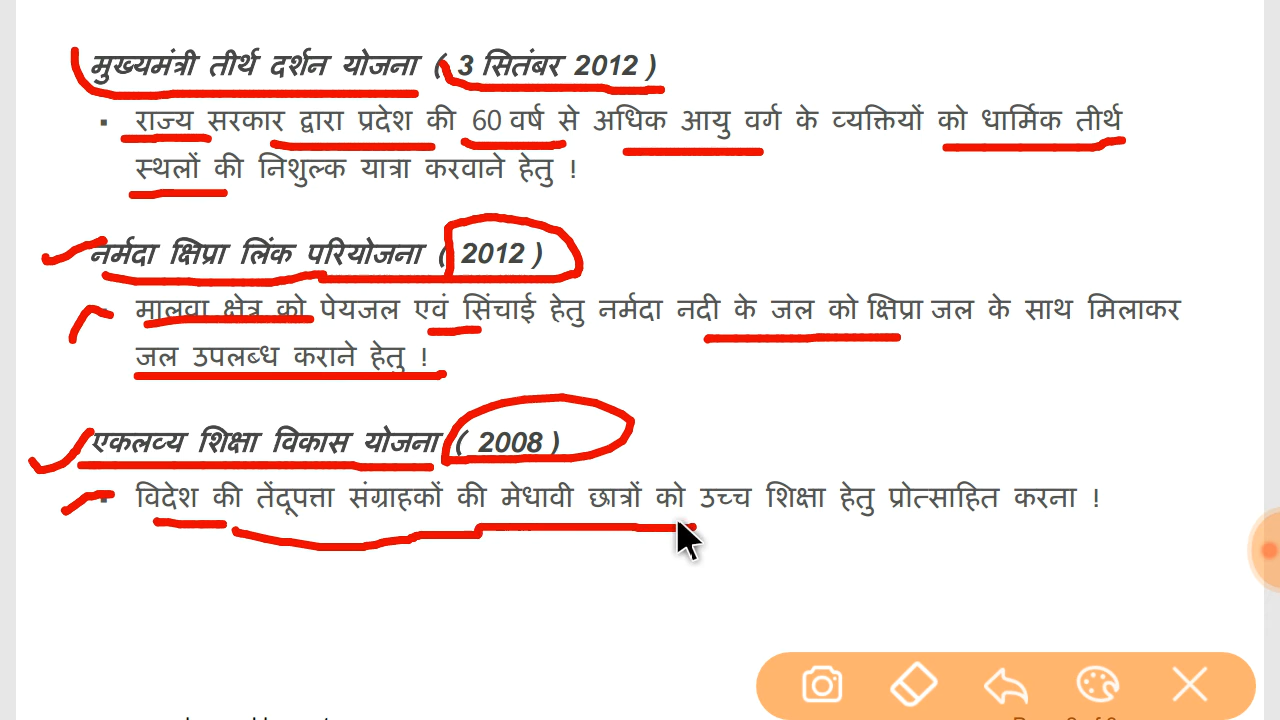 मुख्यमंत्री तीर्थ दर्शन योजना ( 3 सितंबर 2012 )
▪ राज्य सरकार द्वारा प्रदेश की 60 वर्ष से अधिक आयु वर्ग के व्यक्तियों को धार्मिक तीर्थ
स्थलों की निशुल्क यात्रा करवाने हेतु !
नर्मदा क्षिप्रा लिंक परियोजना ( 2012 )
मालवा क्षेत्र को पेयजल एवं सिंचाई हेतु नर्मदा नदी के जल को क्षिप्रा जल के साथ मिलाकर
जल उपलब्ध कराने हेतु !
एकलव्य शिक्षा विकास योजना ( 2008 )
▪ विदेश की तेंदूपत्ता संग्राहकों की मेधावी छात्रों को उच्च शिक्षा हेतु प्रोत्साहित करना !